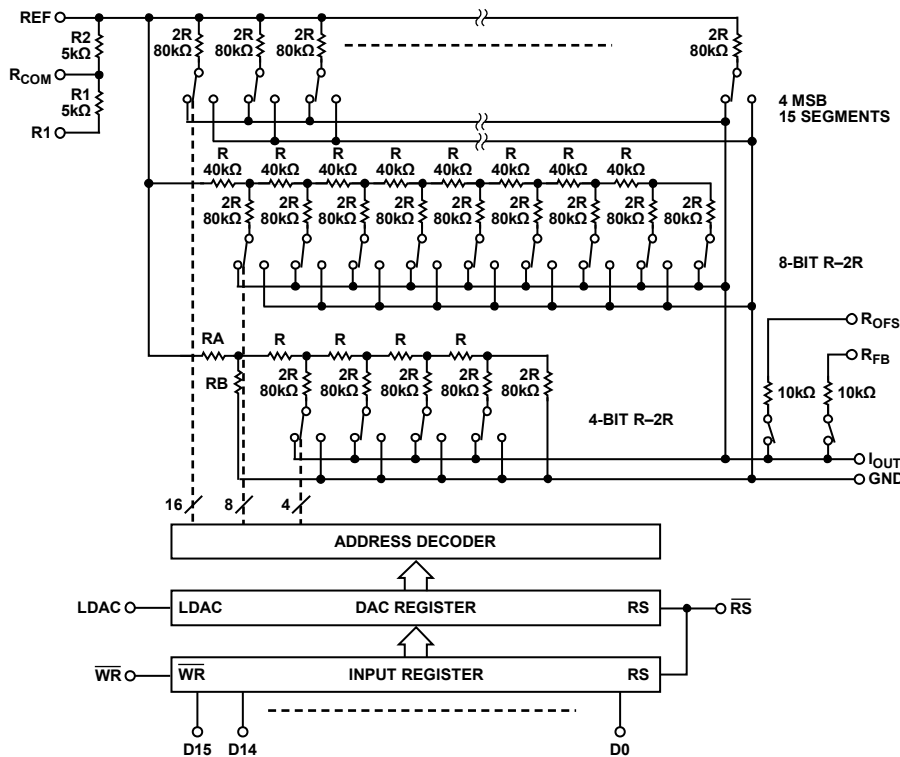 REF
R2
5kΩ
RCOM
R1
5kΩ
R1
2R
80kΩ
2R
80kΩ
2R
80kΩ
2R
80kΩ
4 MSB
15 SEGMENTS
R
40kΩ
R
40kΩ
R
40kΩ
R
40kΩ
R
40kΩ
R
40kΩ
R
40kΩ
R
40kΩ
2R
80kΩ
2R
80kΩ
2R
80kΩ
2R
80kΩ
2R
80kΩ
2R
80kΩ
2R
80kΩ
2R
80kΩ
2R
80kΩ
8-BIT R–2R
ROFS
RFB
10kΩ
10kΩ
RA
R
R
R
R
RB
2R
80kΩ
2R
80kΩ
2R
80kΩ
2R
80kΩ
2R
80kΩ
4-BIT R–2R
IOUT
GND
16
8
4
ADDRESS DECODER
LDAC
LDAC
DAC REGISTER
RS
RS
WR
WR
INPUT REGISTER
RS
D15
D14
D0